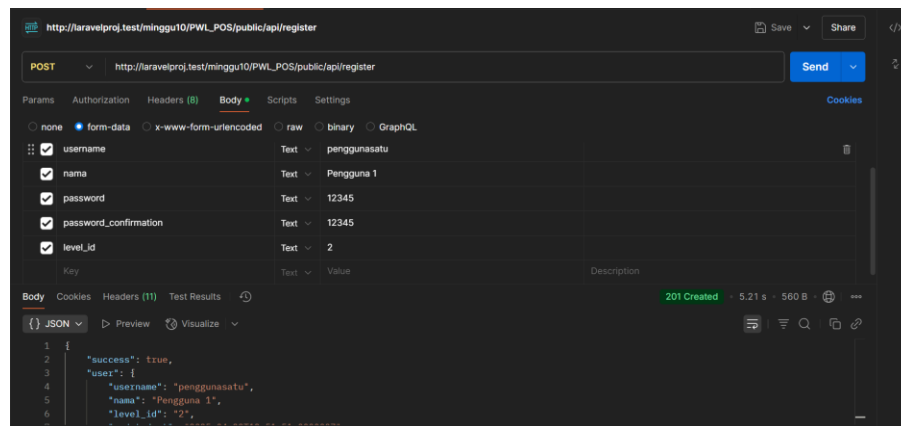 HTTP http://laravelproj.test/minggu10/PWL_POS/public/api/register Save Share
POST http://laravelproj.test/minggu10/PWL_POS/public/api/register Send
Params Authorization Headers (8) Body Scripts Settings Cookies
none form-data x-www-form-urlencoded raw binary GraphQL
username Text penggunasatu
nama Text Pengguna 1
password Text 12345
password_confirmation Text 12345
level_id Text 2
Key Text Value Description
Body Cookies Headers (11) Test Results 201 Created 5.21 s 560 B
{} JSON Preview Visualize
1 {
2 "success": true,
3 "user": {
4 "username": "penggunasatu",
5 "nama": "Pengguna 1",
6 "level_id": "2",